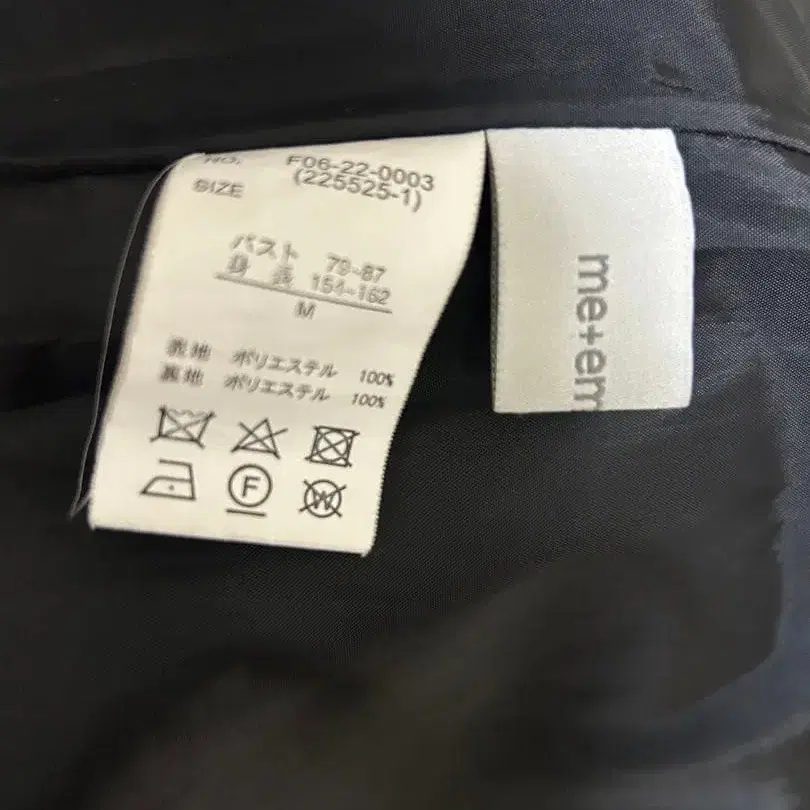 NO. F06-22-0003
(225525-1)
SIZE
バスト 79~87
身長 154~162
M
表地 ポリエステル 100%
裏地 ポリエステル 100%
F
W
me+em